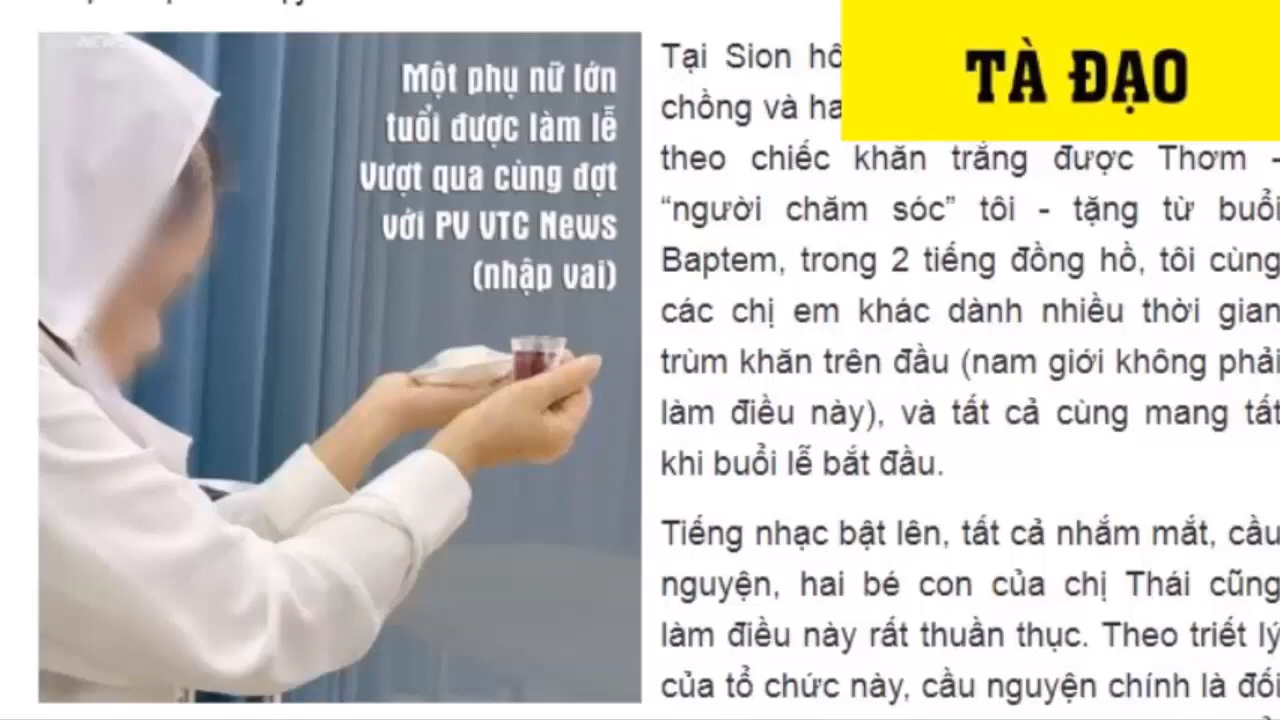 TÀ ĐẠO
Một phụ nữ lớn
tuổi được làm lễ
Vượt qua cùng đợt
với PV VTC News
(nhập vai)
Tại Sion
chồng và
theo chiếc khăn trắng được Thơm -
“người chăm sóc” tôi - tặng từ buổi
Baptem, trong 2 tiếng đồng hồ, tôi cùng
các chị em khác dành nhiều thời gian
trùm khăn trên đầu (nam giới không phải
làm điều này), và tất cả cùng mang tất
khi buổi lễ bắt đầu.
Tiếng nhạc bật lên, tất cả nhắm mắt, cầu
nguyện, hai bé con của chị Thái cũng
làm điều này rất thuần thục. Theo triết lý
của tổ chức này, cầu nguyện chính là đối